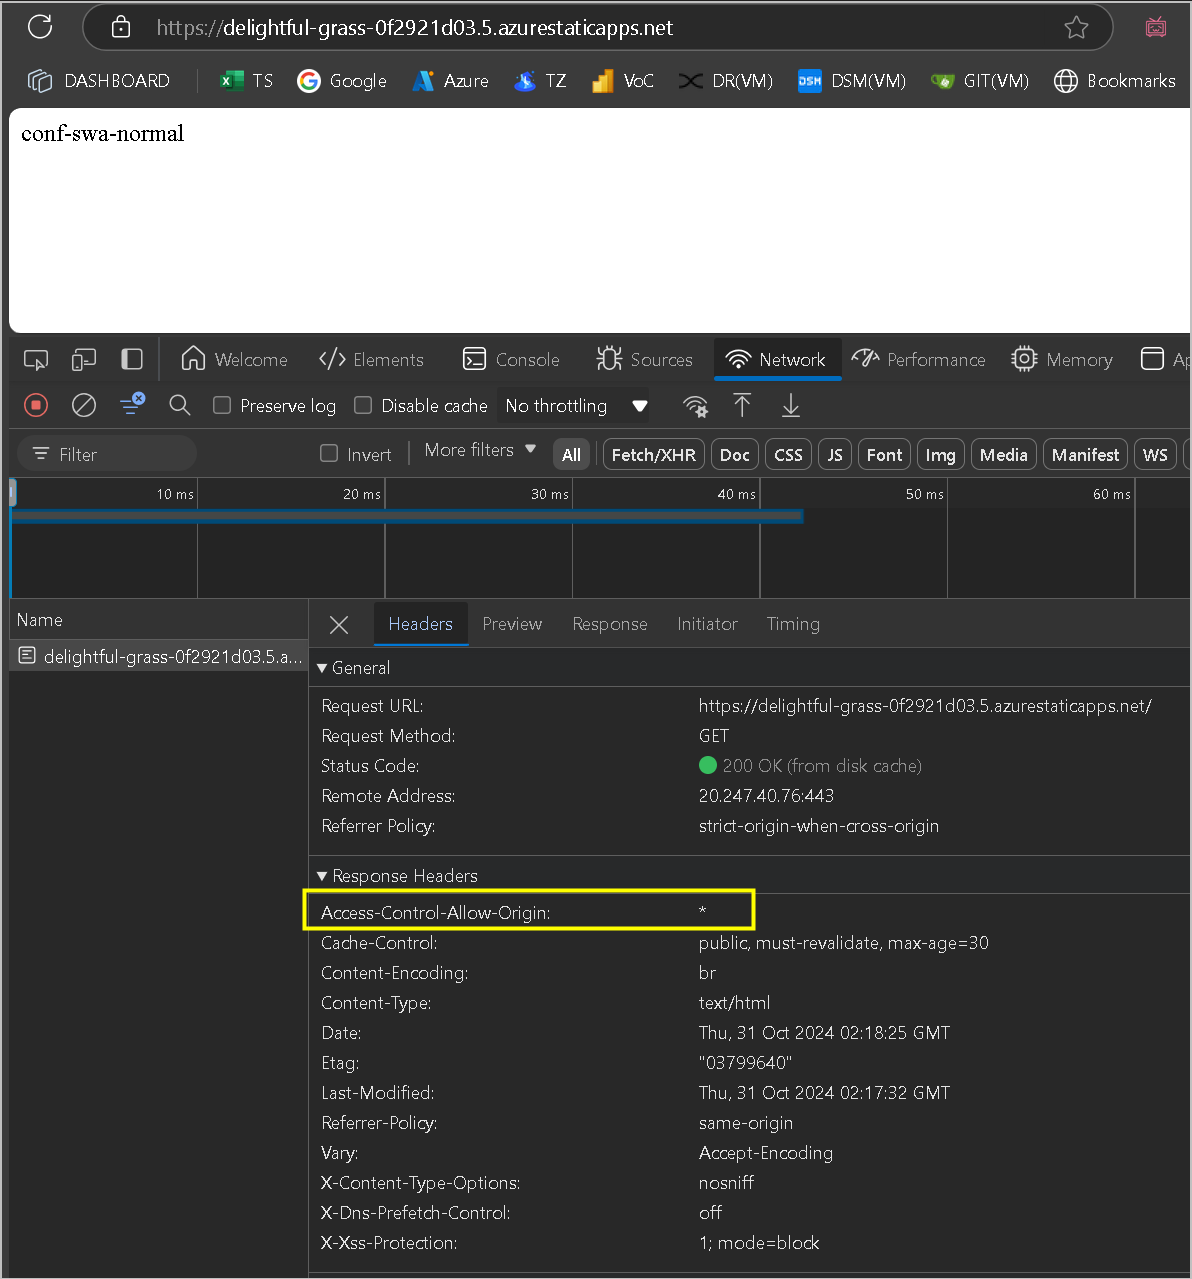 https://delightful-grass-0f2921d03.5.azurestaticapps.net
DASHBOARD TS Google Azure TZ VoC DR(VM) DSM DSM(VM) GIT(VM) Bookmarks
conf-swa-normal
Welcome Elements Console Sources Network Performance Memory Ap
Preserve log Disable cache No throttling
Filter Invert More filters All Fetch/XHR Doc CSS JS Font Img Media Manifest WS
10 ms 20 ms 30 ms 40 ms 50 ms 60 ms
Name
Headers Preview Response Initiator Timing
delightful-grass-0f2921d03.5.a...
General
Request URL: https://delightful-grass-0f2921d03.5.azurestaticapps.net/
Request Method: GET
Status Code: 200 OK (from disk cache)
Remote Address: 20.247.40.76:443
Referrer Policy: strict-origin-when-cross-origin
Response Headers
Access-Control-Allow-Origin: *
Cache-Control: public, must-revalidate, max-age=30
Content-Encoding: br
Content-Type: text/html
Date: Thu, 31 Oct 2024 02:18:25 GMT
Etag: "03799640"
Last-Modified: Thu, 31 Oct 2024 02:17:32 GMT
Referrer-Policy: same-origin
Vary: Accept-Encoding
X-Content-Type-Options: nosniff
X-Dns-Prefetch-Control: off
X-Xss-Protection: 1; mode=block